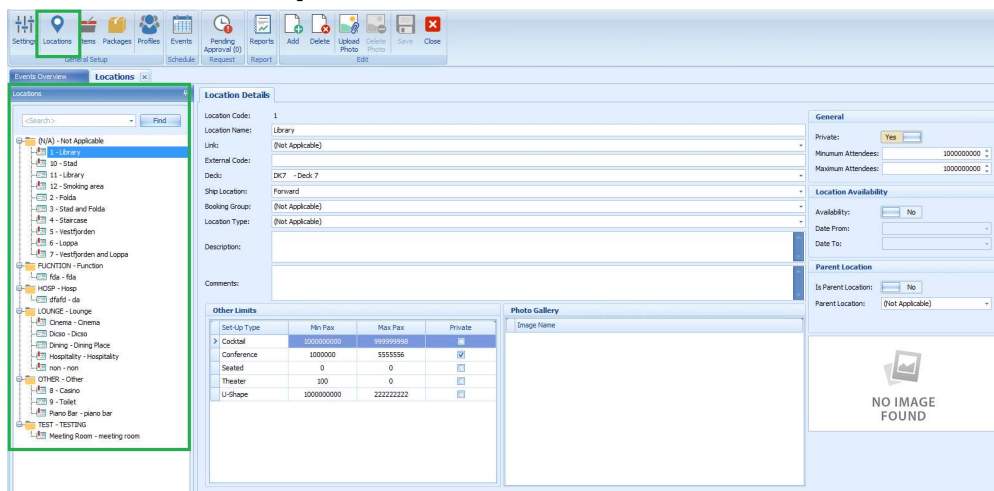 Settings Locations Items Packages Profiles Events Pending Approval (0) Reports Add Delete Upload Photo Delete Photo Save Close
General Setup Schedule Request Report Edit
Events Overview Locations
Locations
<Search> Find
(N/A) - Not Applicable
1 - Library
10 - Stad
11 - Library
12 - Smoking area
2 - Folda
3 - Stad and Folda
4 - Staircase
5 - Vestfjorden
6 - Loppa
7 - Vestfjorden and Loppa
FUCNTION - Function
fda - fda
HOSP - Hosp
dfafd - da
LOUNGE - Lounge
Cinema - Cinema
Dicso - Dicso
Dining - Dining Place
Hospitality - Hospitality
non - non
OTHER - Other
8 - Casino
9 - Toilet
Piano Bar - piano bar
TEST - TESTING
Meeting Room - meeting room
Location Details
Location Code: 1
Location Name: Library
Link: (Not Applicable)
External Code:
Deck: DK7 - Deck 7
Ship Location: Forward
Booking Group: (Not Applicable)
Location Type: (Not Applicable)
Description:
Comments:
Other Limits
Set-Up Type Min Pax Max Pax Private
Cocktail 1000000000 999999998
Conference 1000000 5555556
Seated 0 0
Theater 100 0
U-Shape 1000000000 222222222
Photo Gallery
Image Name
General
Private: Yes
Minumum Attendees: 1000000000
Maximum Attendees: 1000000000
Location Availability
Availability: No
Date From:
Date To:
Parent Location
Is Parent Location: No
Parent Location: (Not Applicable)
NO IMAGE
FOUND